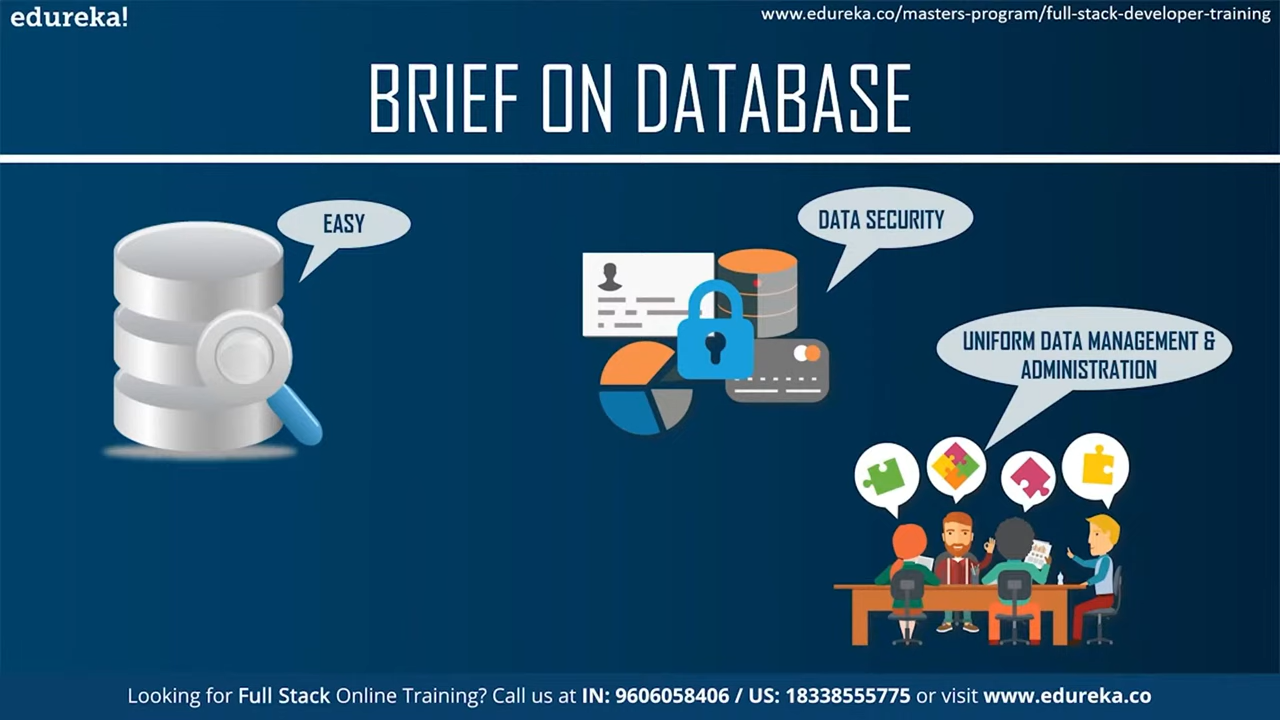 edureka!
www.edureka.co/masters-program/full-stack-developer-training
BRIEF ON DATABASE
EASY
DATA SECURITY
UNIFORM DATA MANAGEMENT &
ADMINISTRATION
Looking for Full Stack Online Training? Call us at IN: 9606058406 / US: 18338555775 or visit www.edureka.co